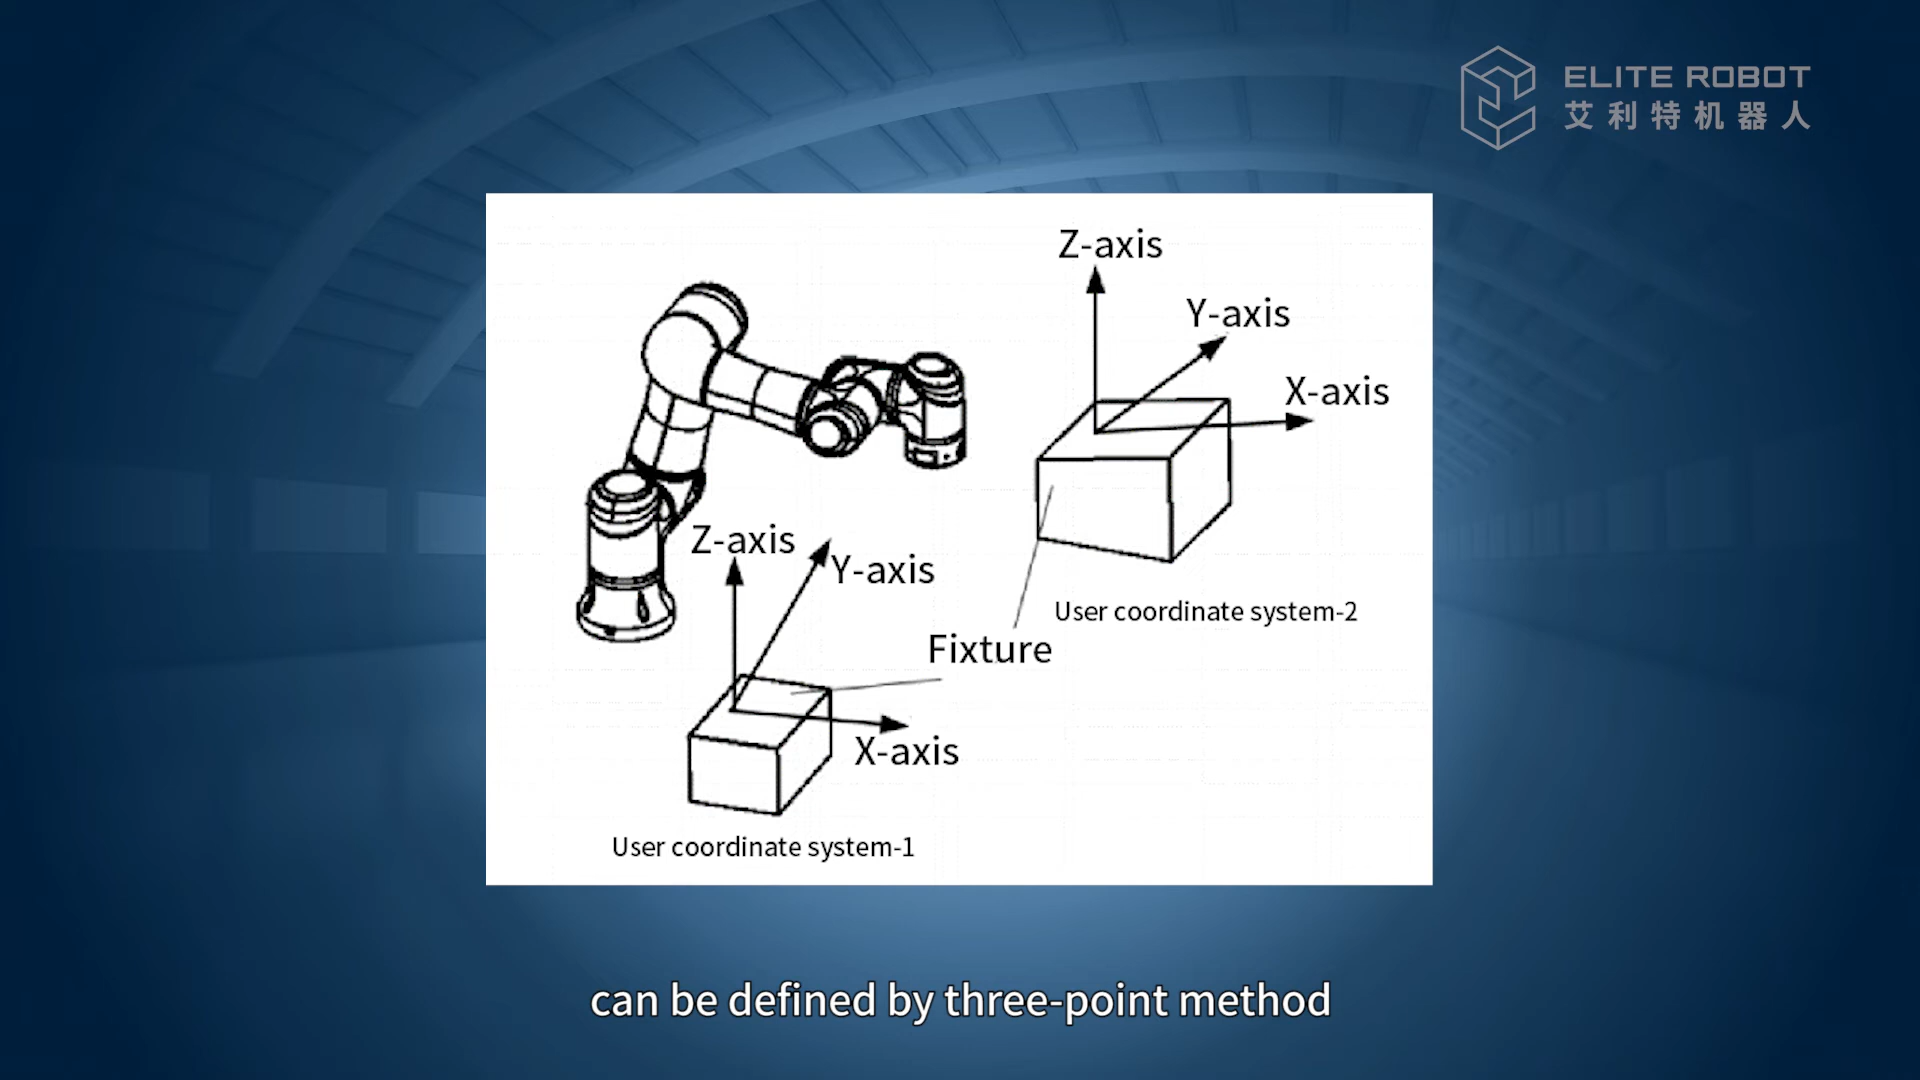 ELITE ROBOT
艾利特机器人
Z-axis
Y-axis
X-axis
User coordinate system-2
Z-axis
Y-axis
Fixture
X-axis
User coordinate system-1
can be defined by three-point method